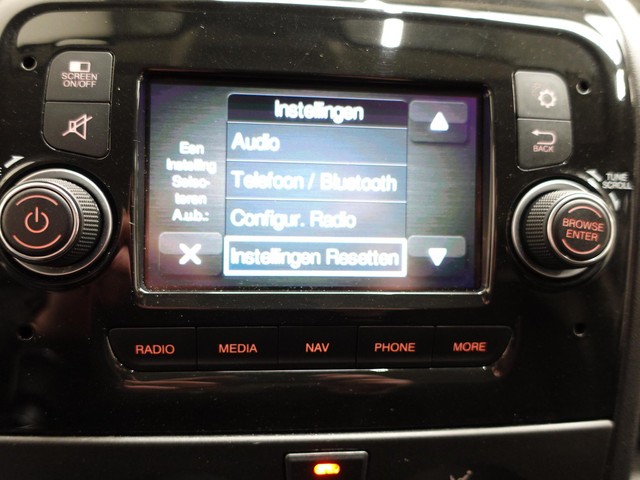 SCREEN
ON/OFF
Instellingen
Audio
Telefoon / Bluetooth
Configur. Radio
Instellingen Resetten
Een
Instelling
Selec-
teren
A.ub.:
BACK
TUNE
SCROLL
BROWSE
ENTER
RADIO
MEDIA
NAV
PHONE
MORE